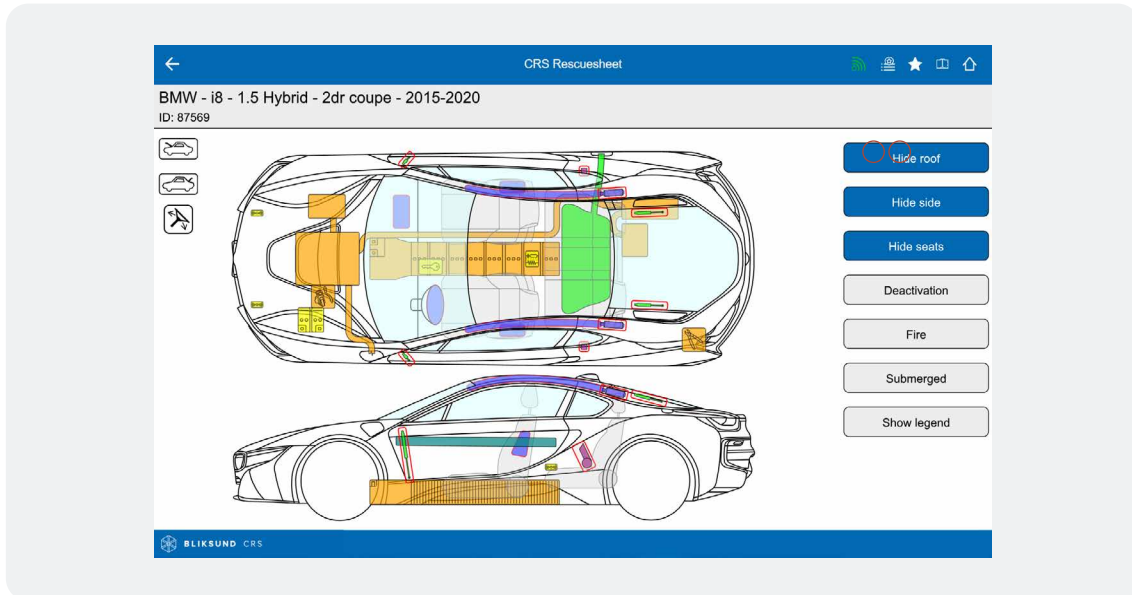 CRS Rescuesheet
BMW - i8 - 1.5 Hybrid - 2dr coupe - 2015-2020
ID: 87569
Hide roof
Hide side
Hide seats
Deactivation
Fire
Submerged
Show legend
BLIKSUND CRS